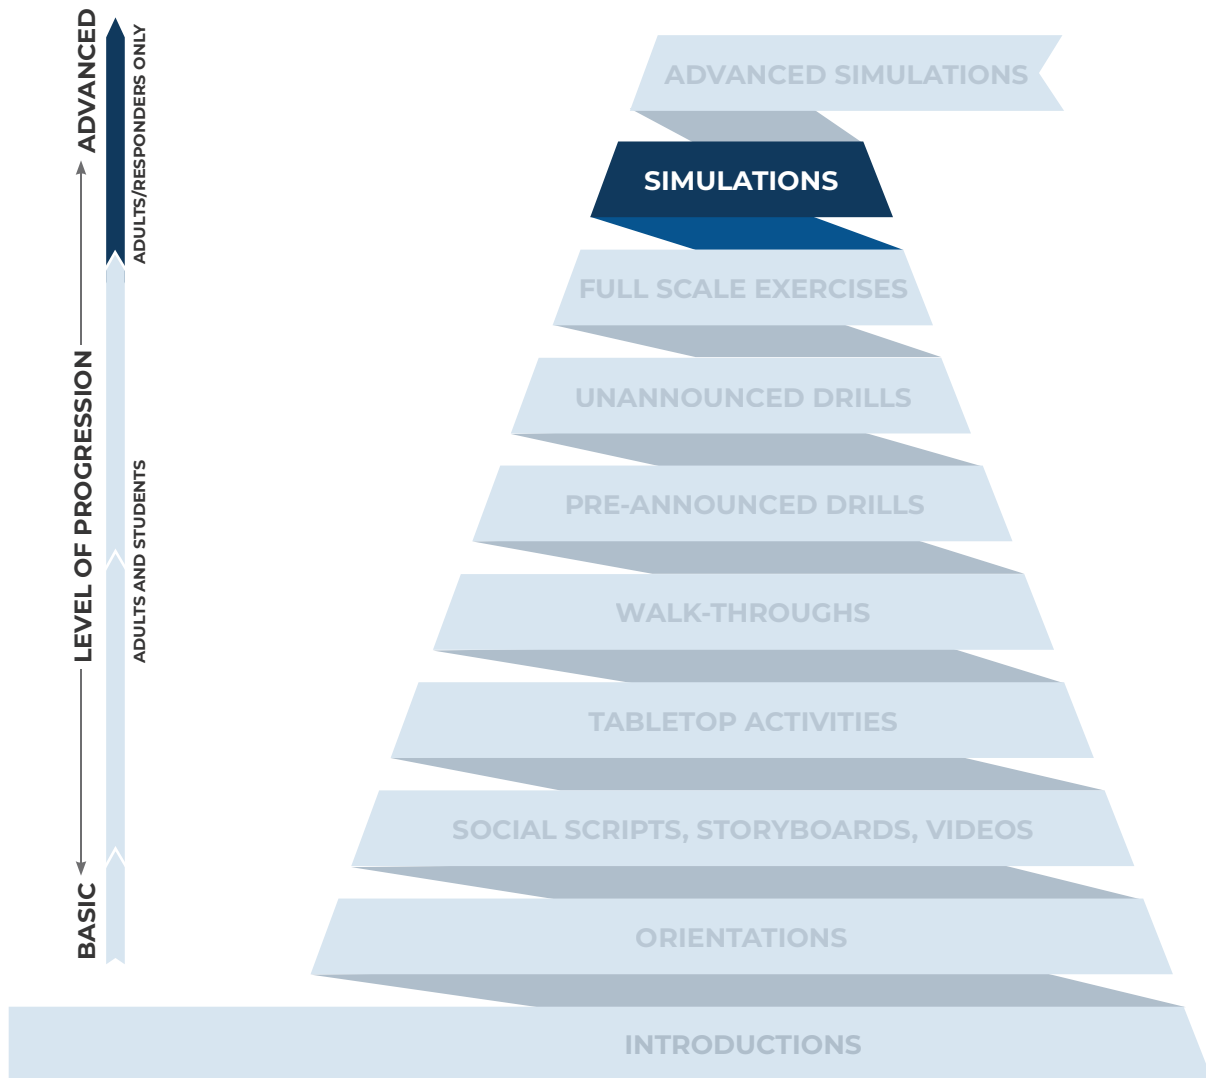 ADVANCED
ADULTS/RESPONDERS ONLY
LEVEL OF PROGRESSION
ADULTS AND STUDENTS
BASIC
ADVANCED SIMULATIONS
SIMULATIONS
FULL SCALE EXERCISES
UNANNOUNCED DRILLS
PRE-ANNOUNCED DRILLS
WALK-THROUGHS
TABLETOP ACTIVITIES
SOCIAL SCRIPTS, STORYBOARDS, VIDEOS
ORIENTATIONS
INTRODUCTIONS